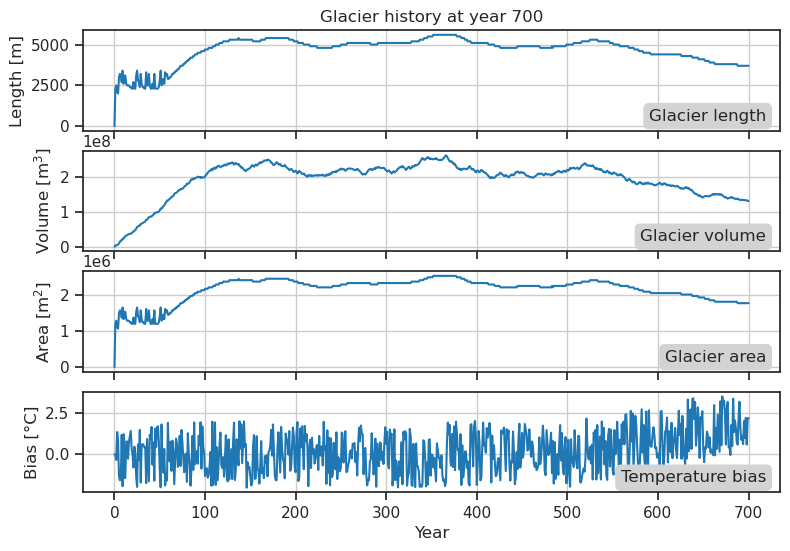 Glacier history at year 700
Length [m]
5000
2500
0
Glacier length
1e8
Volume [m³]
2
1
0
Glacier volume
1e6
Area [m²]
2
1
0
Glacier area
Bias [°C]
2.5
0.0
Temperature bias
0 100 200 300 400 500 600 700
Year